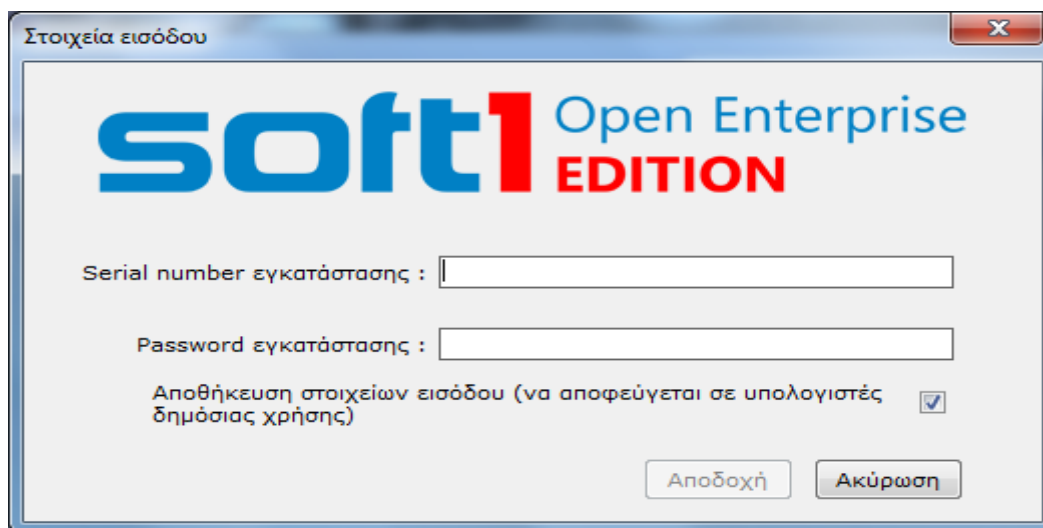 Στοιχεία εισόδου
soft1 Open Enterprise
EDITION
Serial number εγκατάστασης :
Password εγκατάστασης :
Αποθήκευση στοιχείων εισόδου (να αποφεύγεται σε υπολογιστές
δημόσιας χρήσης)
Αποδοχή Ακύρωση